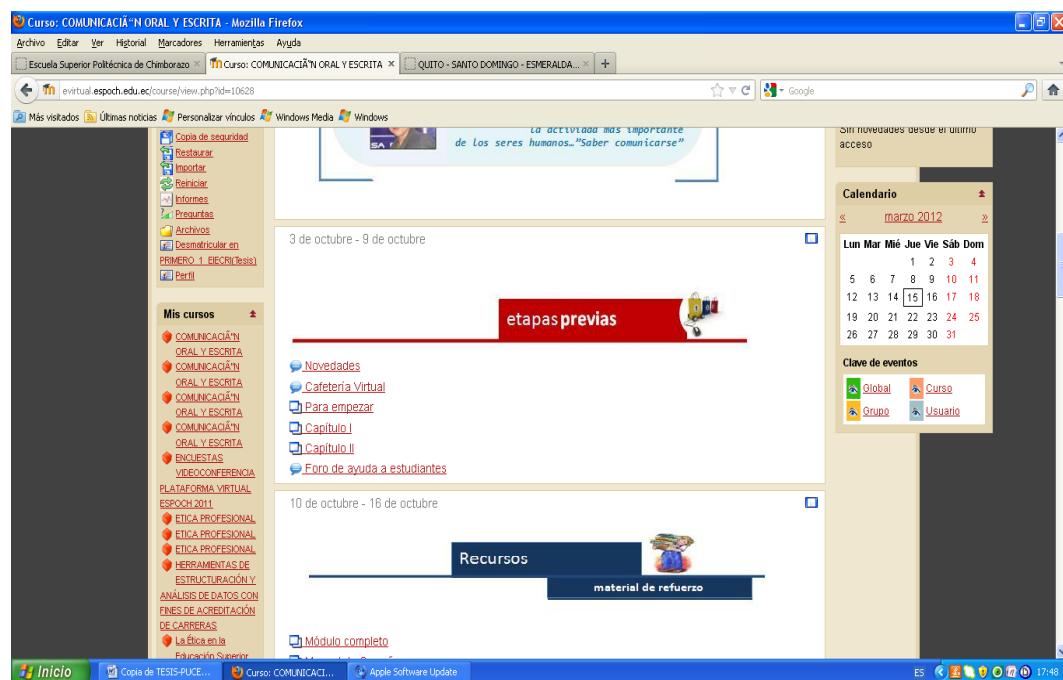 Curso: COMUNICACIÃ“N ORAL Y ESCRITA - Mozilla Firefox
Archivo Editar Ver Historial Marcadores Herramientas Ayuda
Escuela Superior Politécnica de Chimborazo
Curso: COMUNICACIÃ“N ORAL Y ESCRITA
QUITO - SANTO DOMINGO - ESMERALDA...
evirtual.espoch.edu.ec/course/view.php?id=10628
Google
Más visitados Últimas noticias Personalizar vínculos Windows Media Windows
Copia de seguridad
Restaurar
Importar
Reiniciar
Informes
Preguntas
Archivos
Desmatricular en
PRIMERO_1_EIECRI(Tesis)
Perfil
Mis cursos
COMUNICACIÃ“N
ORAL Y ESCRITA
COMUNICACIÃ“N
ORAL Y ESCRITA
COMUNICACIÃ“N
ORAL Y ESCRITA
COMUNICACIÃ“N
ORAL Y ESCRITA
ENCUESTAS
VIDEOCONFERENCIA
PLATAFORMA VIRTUAL
ESPOCH 2011
ETICA PROFESIONAL
ETICA PROFESIONAL
ETICA PROFESIONAL
HERRAMIENTAS DE
ESTRUCTURACIÓN Y
ANÁLISIS DE DATOS CON
FINES DE ACREDITACIÓN
DE CARRERAS
La Ética en la
Educación Superior
SA
la actividad más importante
de los seres humanos…"Saber comunicarse"
3 de octubre - 9 de octubre
etapas previas
Novedades
Cafetería Virtual
Para empezar
Capítulo I
Capítulo II
Foro de ayuda a estudiantes
10 de octubre - 16 de octubre
Recursos
material de refuerzo
Módulo completo
Sin novedades desde el último
acceso
Calendario
« marzo 2012 »
Lun Mar Mié Jue Vie Sáb Dom
1 2 3 4
5 6 7 8 9 10 11
12 13 14 15 16 17 18
19 20 21 22 23 24 25
26 27 28 29 30 31
Clave de eventos
Global Curso
Grupo Usuario
Inicio
Copia de TESIS-PUCE...
Curso: COMUNICACI...
Apple Software Update
ES
17:48